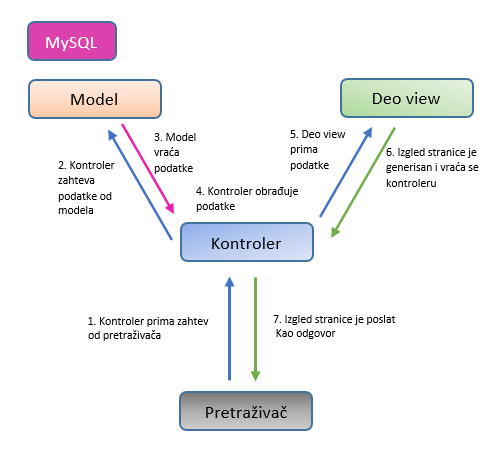 MySQL
Model
Deo view
3. Model
vraća
podatke
5. Deo view
prima
podatke
6. Izgled stranice je
generisan i vraća se
kontroleru
2. Kontroler
zahteva
podatke od
modela
4. Kontroler obrađuje
podatke
Kontroler
1. Kontroler prima zahtev
od pretraživača
7. Izgled stranice je poslat
Kao odgovor
Pretraživač